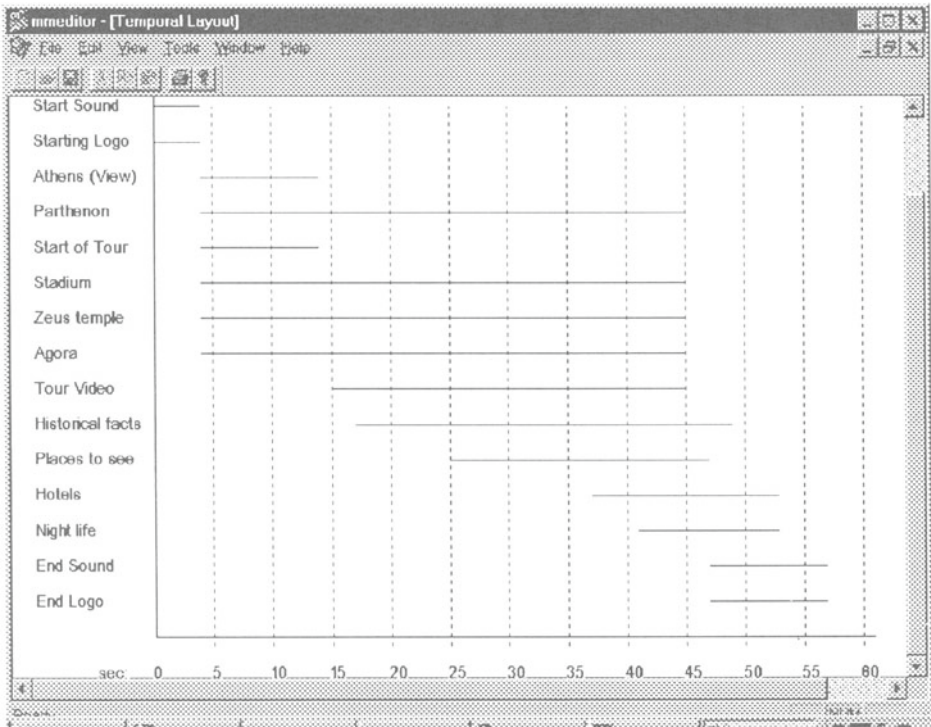 mmeditor - [Temporal Layout]
File Edit View Tools Window Help
Start Sound
Starting Logo
Athens (View)
Parthenon
Start of Tour
Stadium
Zeus temple
Agora
Tour Video
Historical facts
Places to see
Hotels
Night life
End Sound
End Logo
sec 0 5 10 15 20 25 30 35 40 45 50 55 60